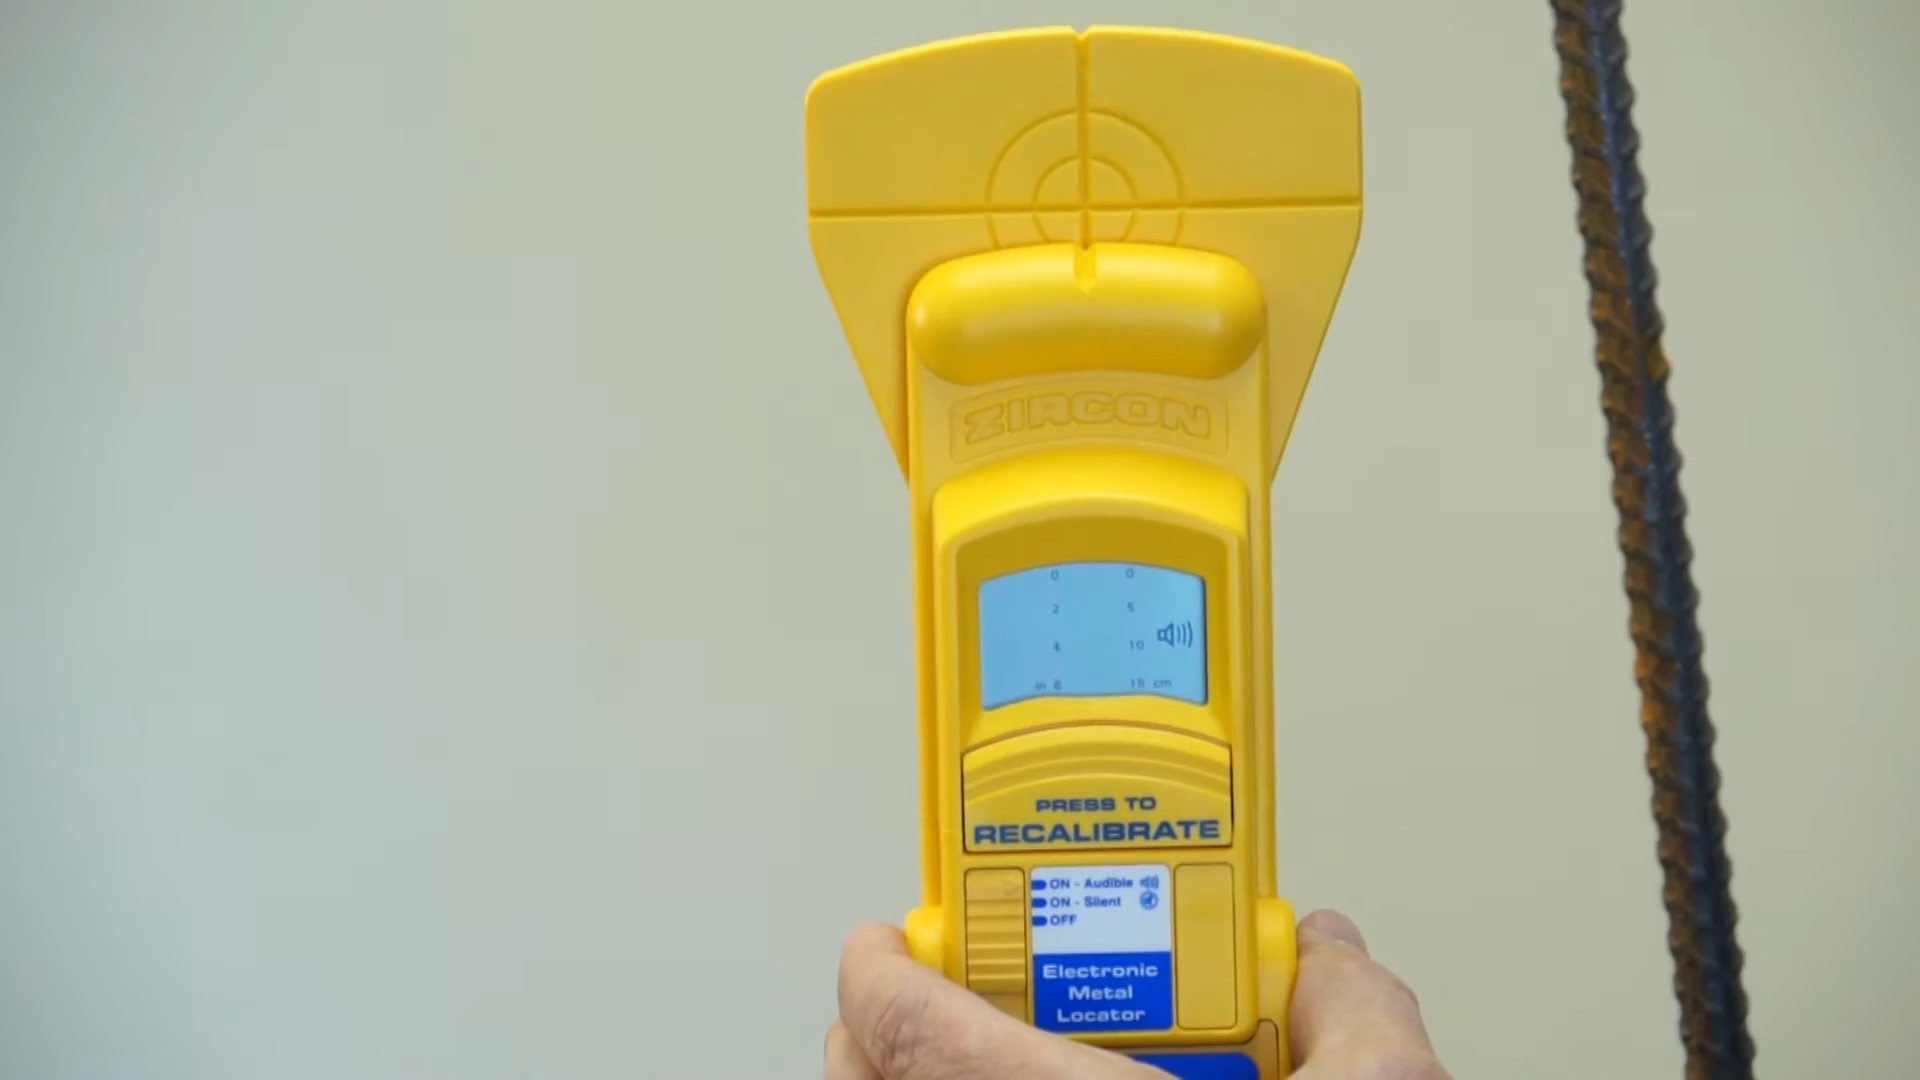 ZIRCON
0 0
2 5
4 10
in 6 15 cm
PRESS TO
RECALIBRATE
ON - Audible
ON - Silent
OFF
Electronic
Metal
Locator